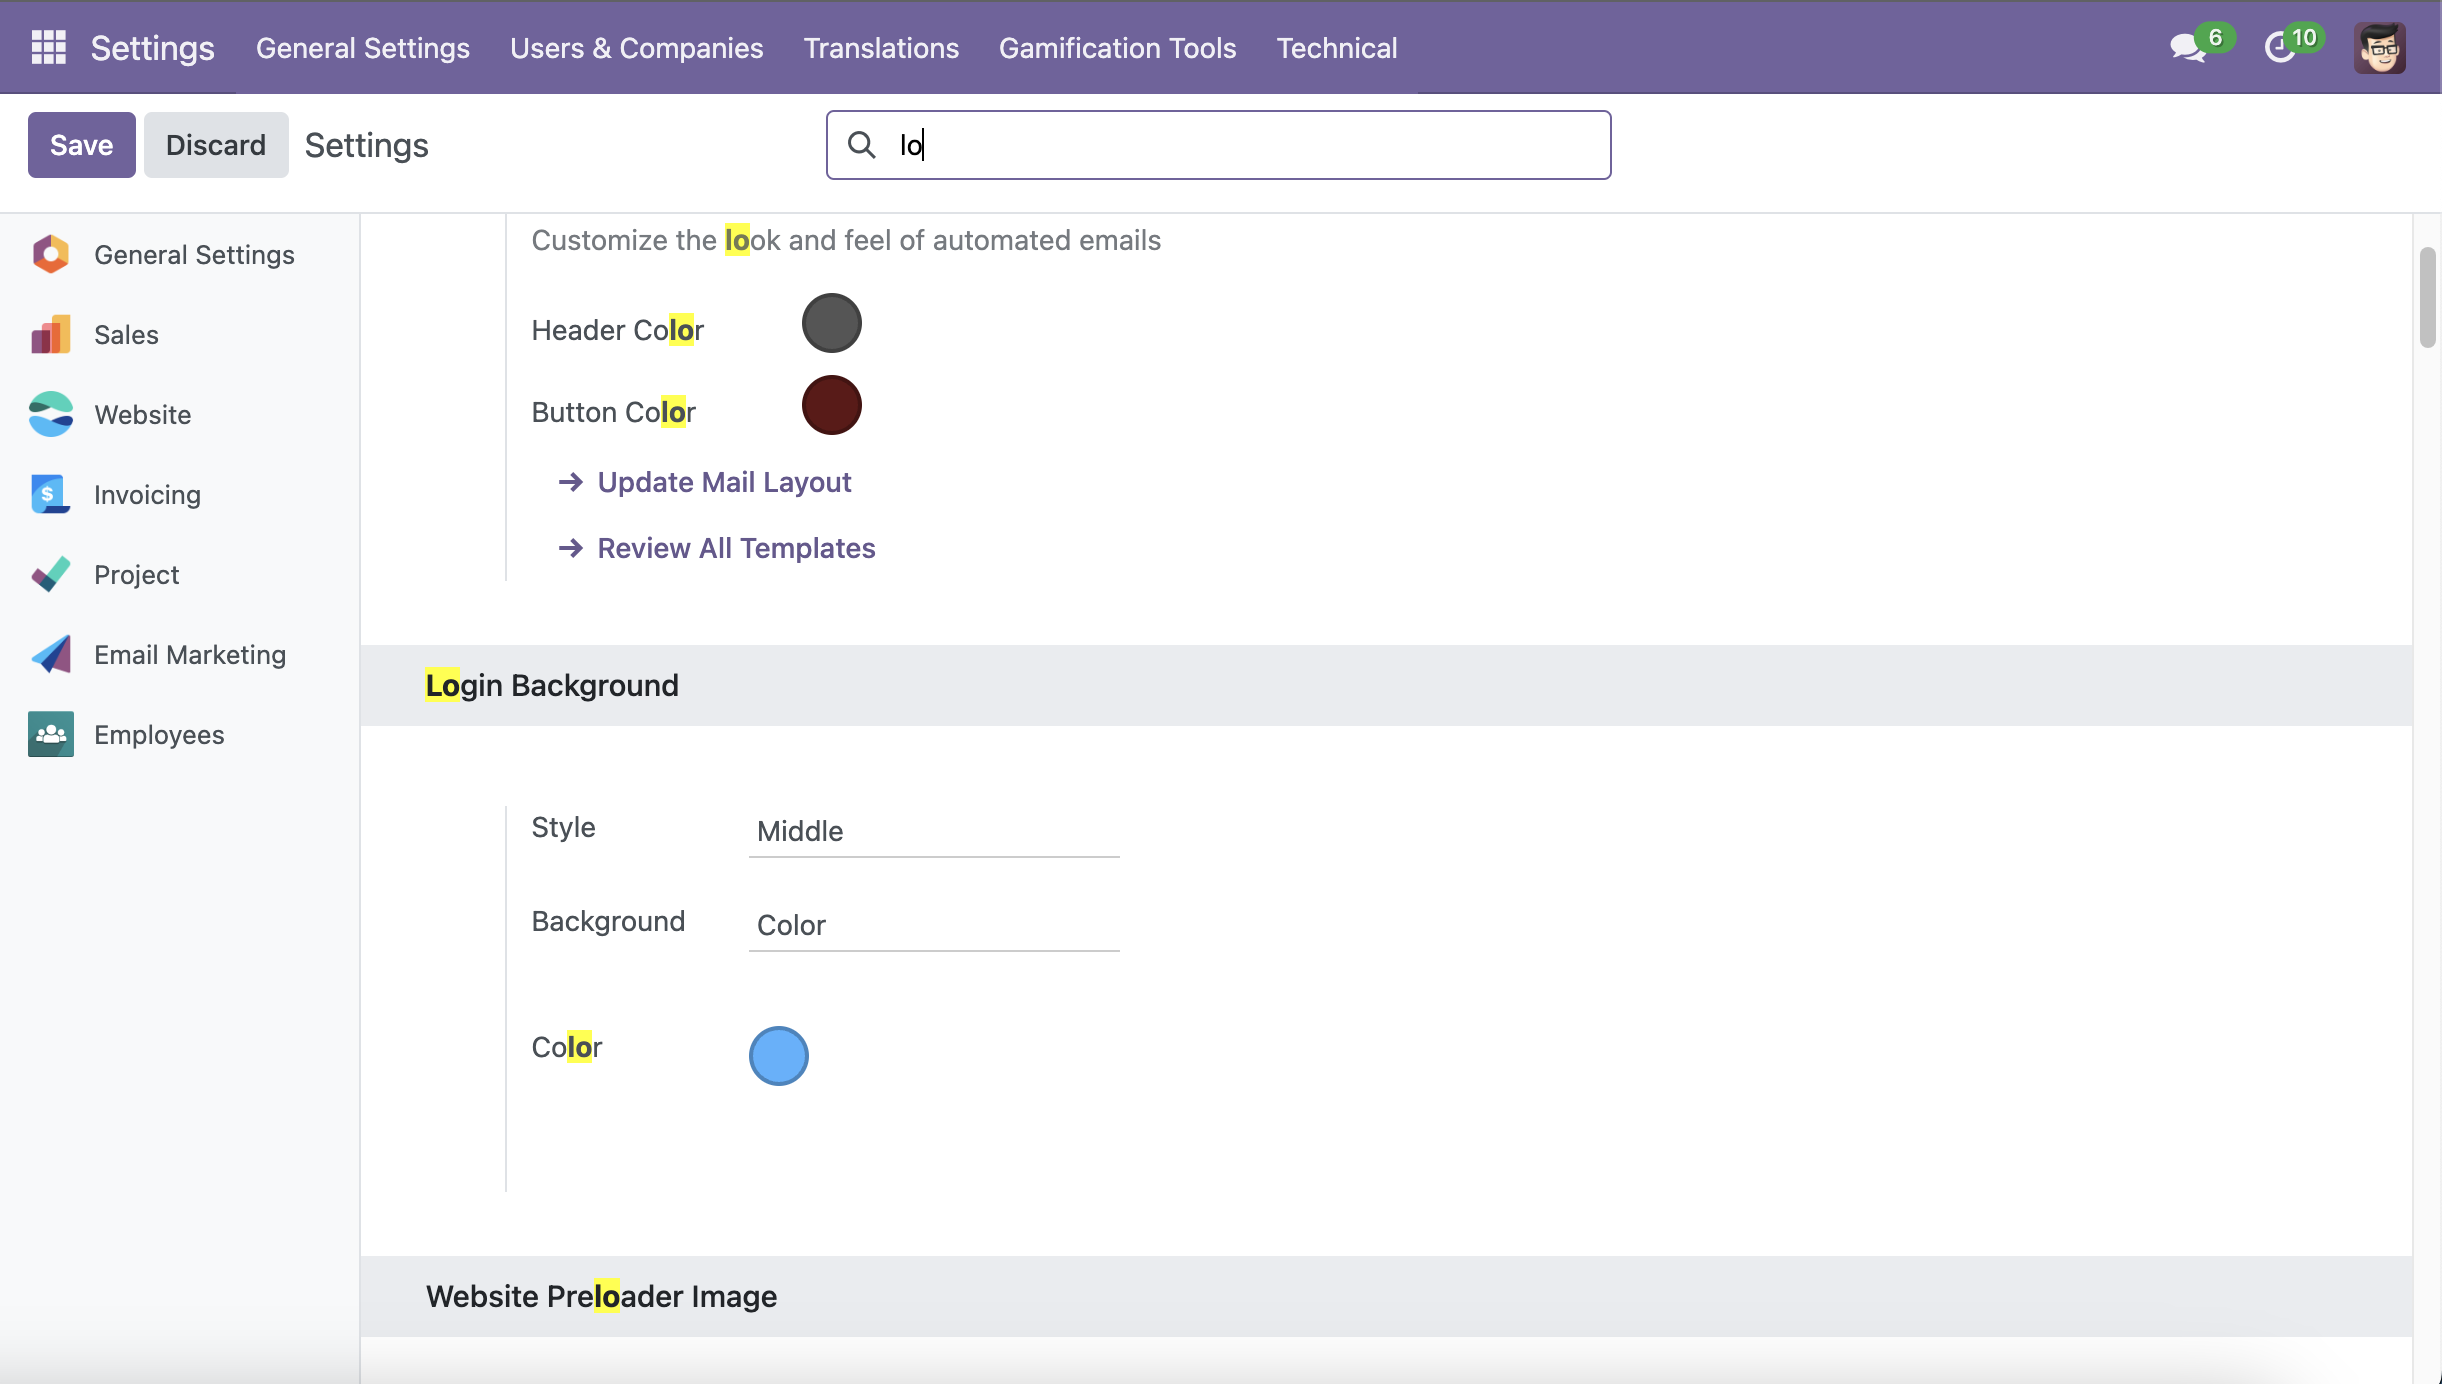 Settings General Settings Users & Companies Translations Gamification Tools Technical 6 10
Save Discard Settings lo
General Settings
Sales
Website
Invoicing
Project
Email Marketing
Employees
Customize the look and feel of automated emails
Header Color
Button Color
→ Update Mail Layout
→ Review All Templates
Login Background
Style Middle
Background Color
Color
Website Preloader Image